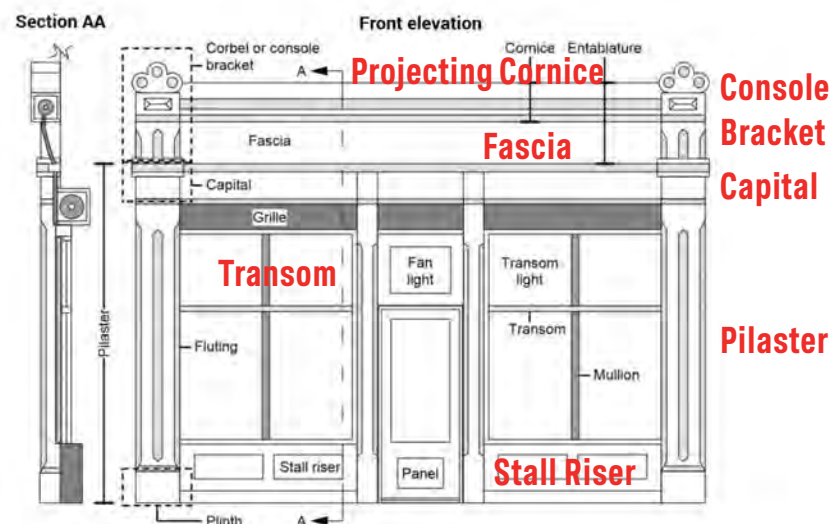 Section AA
Front elevation
Corbel or console
bracket
A
Cornice Entablature
Projecting Cornice
Console
Bracket
Fascia
Fascia
Capital
Capital
Grille
Transom
Fan
light
Transom
light
Transom
Pilaster
Fluting
Pilaster
Mullion
Stall riser
Panel
Stall Riser
Plinth
A